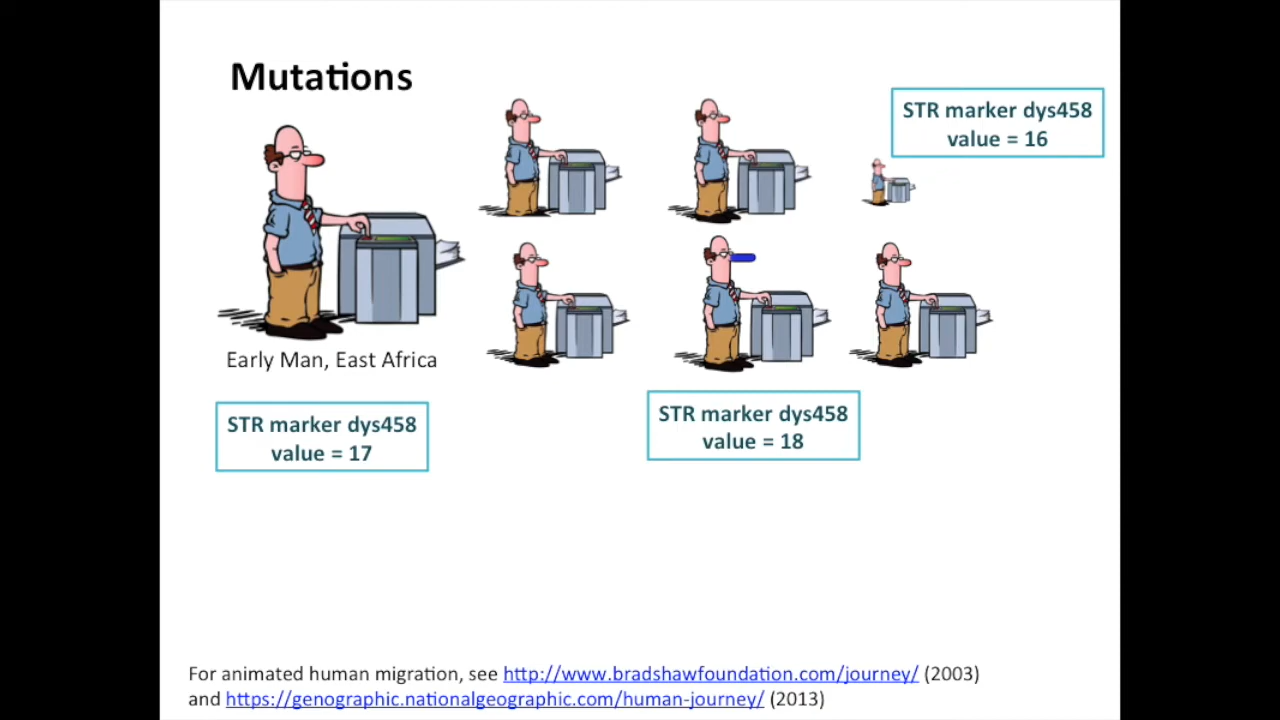 Mutations
STR marker dys458
value = 16
Early Man, East Africa
STR marker dys458
value = 17
STR marker dys458
value = 18
For animated human migration, see http://www.bradshawfoundation.com/journey/ (2003)
and https://genographic.nationalgeographic.com/human-journey/ (2013)